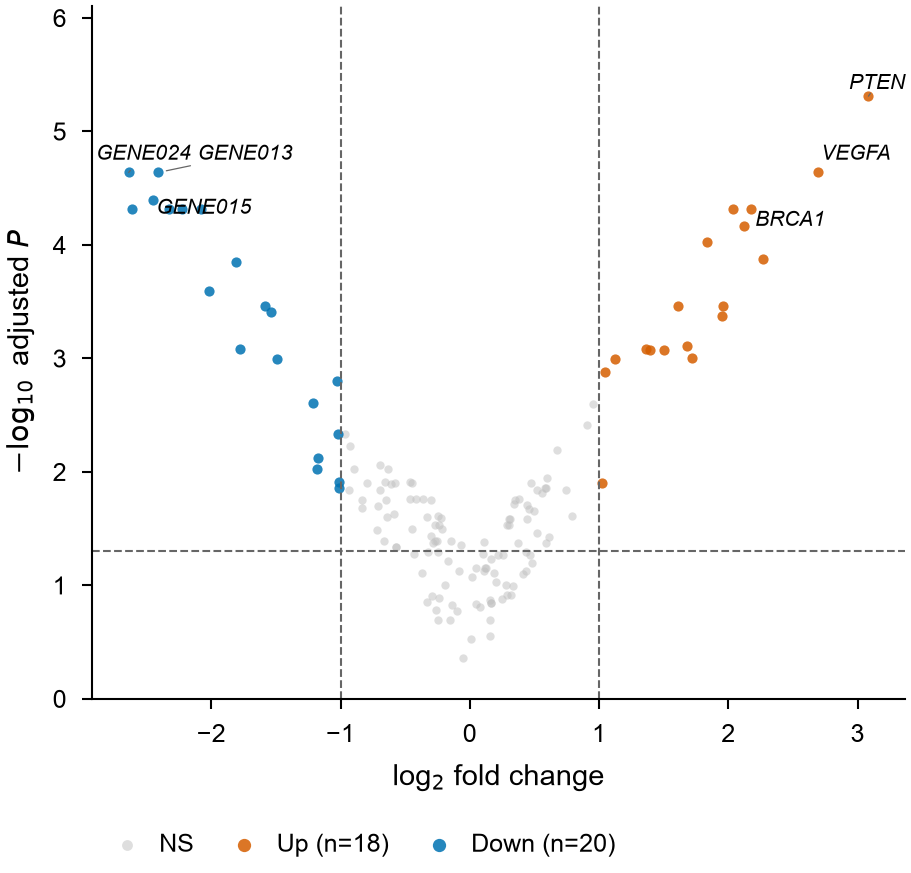 6
5
4
3
2
1
0
−log10 adjusted P
PTEN
GENE024 GENE013
VEGFA
GENE015
BRCA1
−2 −1 0 1 2 3
log2 fold change
NS Up (n=18) Down (n=20)